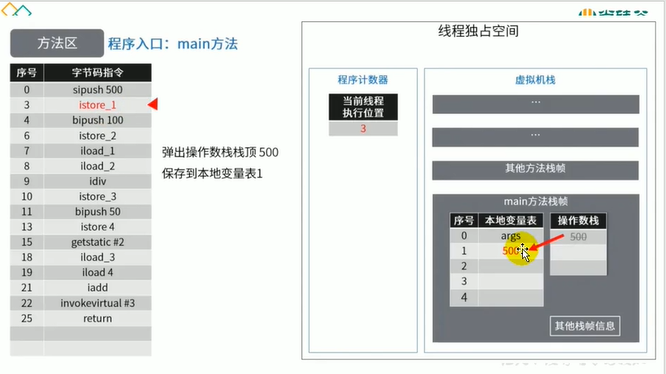 方法区
程序入口：main方法
序号 字节码指令
0 sipush 500
3 istore_1
4 bipush 100
6 istore_2
7 iload_1
8 iload_2
9 idiv
10 istore_3
11 bipush 50
13 istore 4
15 getstatic #2
18 iload_3
19 iload 4
21 iadd
22 invokevirtual #3
25 return
弹出操作数栈栈顶 500
保存到本地变量表1
线程独占空间
程序计数器
当前线程
执行位置
3
虚拟机栈
...
...
其他方法栈帧
main方法栈帧
序号 本地变量表 操作数栈
0 args 500
1 500
2
3
4
其他栈帧信息